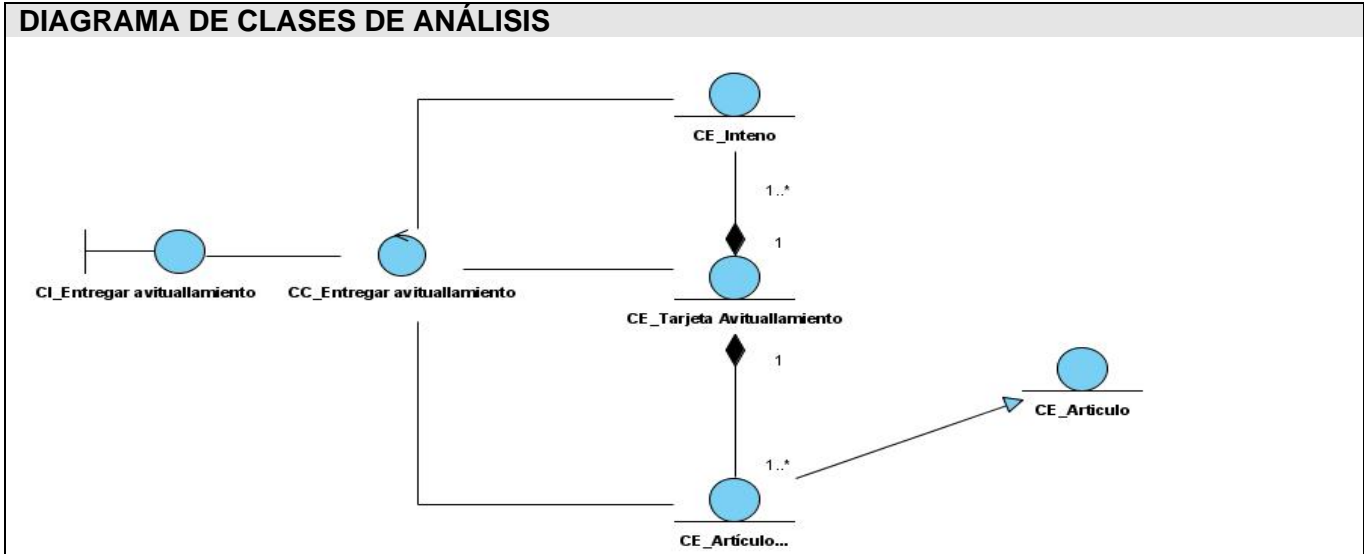 DIAGRAMA DE CLASES DE ANÁLISIS
CE_Inteno
1..*
1
CI_Entregar avituallamiento
CC_Entregar avituallamiento
CE_Tarjeta Avituallamiento
1
CE_Articulo
1..*
CE_Artículo...